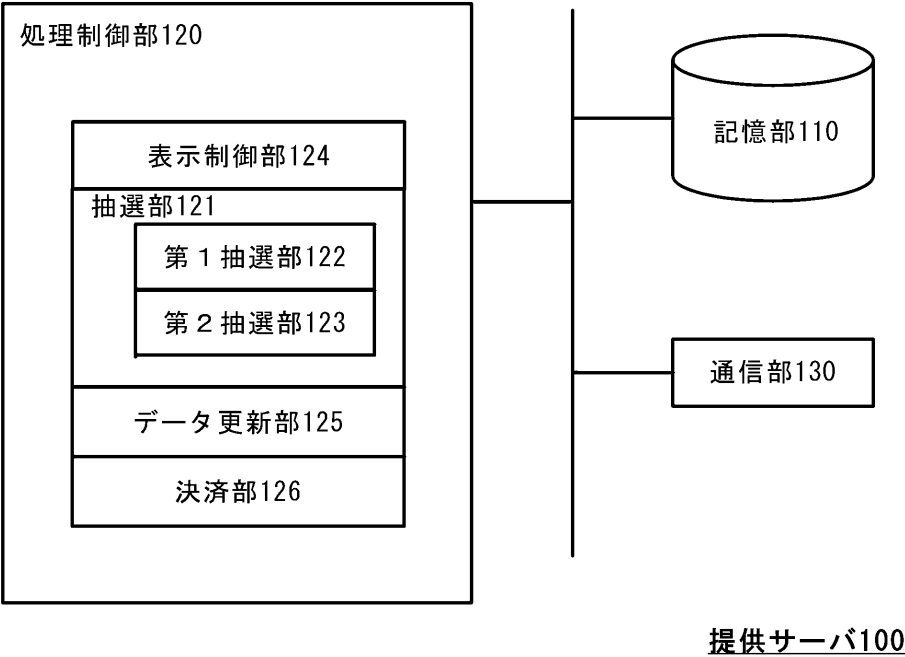 処理制御部120
表示制御部124
抽選部121
第1抽選部122
第2抽選部123
データ更新部125
決済部126
記憶部110
通信部130
提供サーバ100